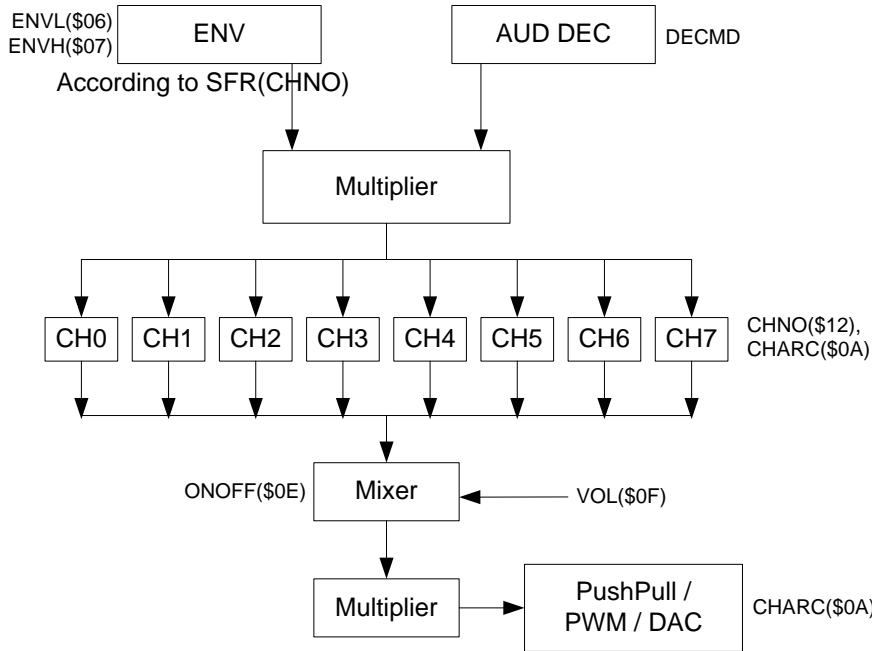 ENVL($06)
ENVH($07)
ENV
AUD DEC
DECMD
According to SFR(CHNO)
Multiplier
CH0
CH1
CH2
CH3
CH4
CH5
CH6
CH7
CHNO($12),
CHARC($0A)
ONOFF($0E)
Mixer
VOL($0F)
Multiplier
PushPull /
PWM / DAC
CHARC($0A)